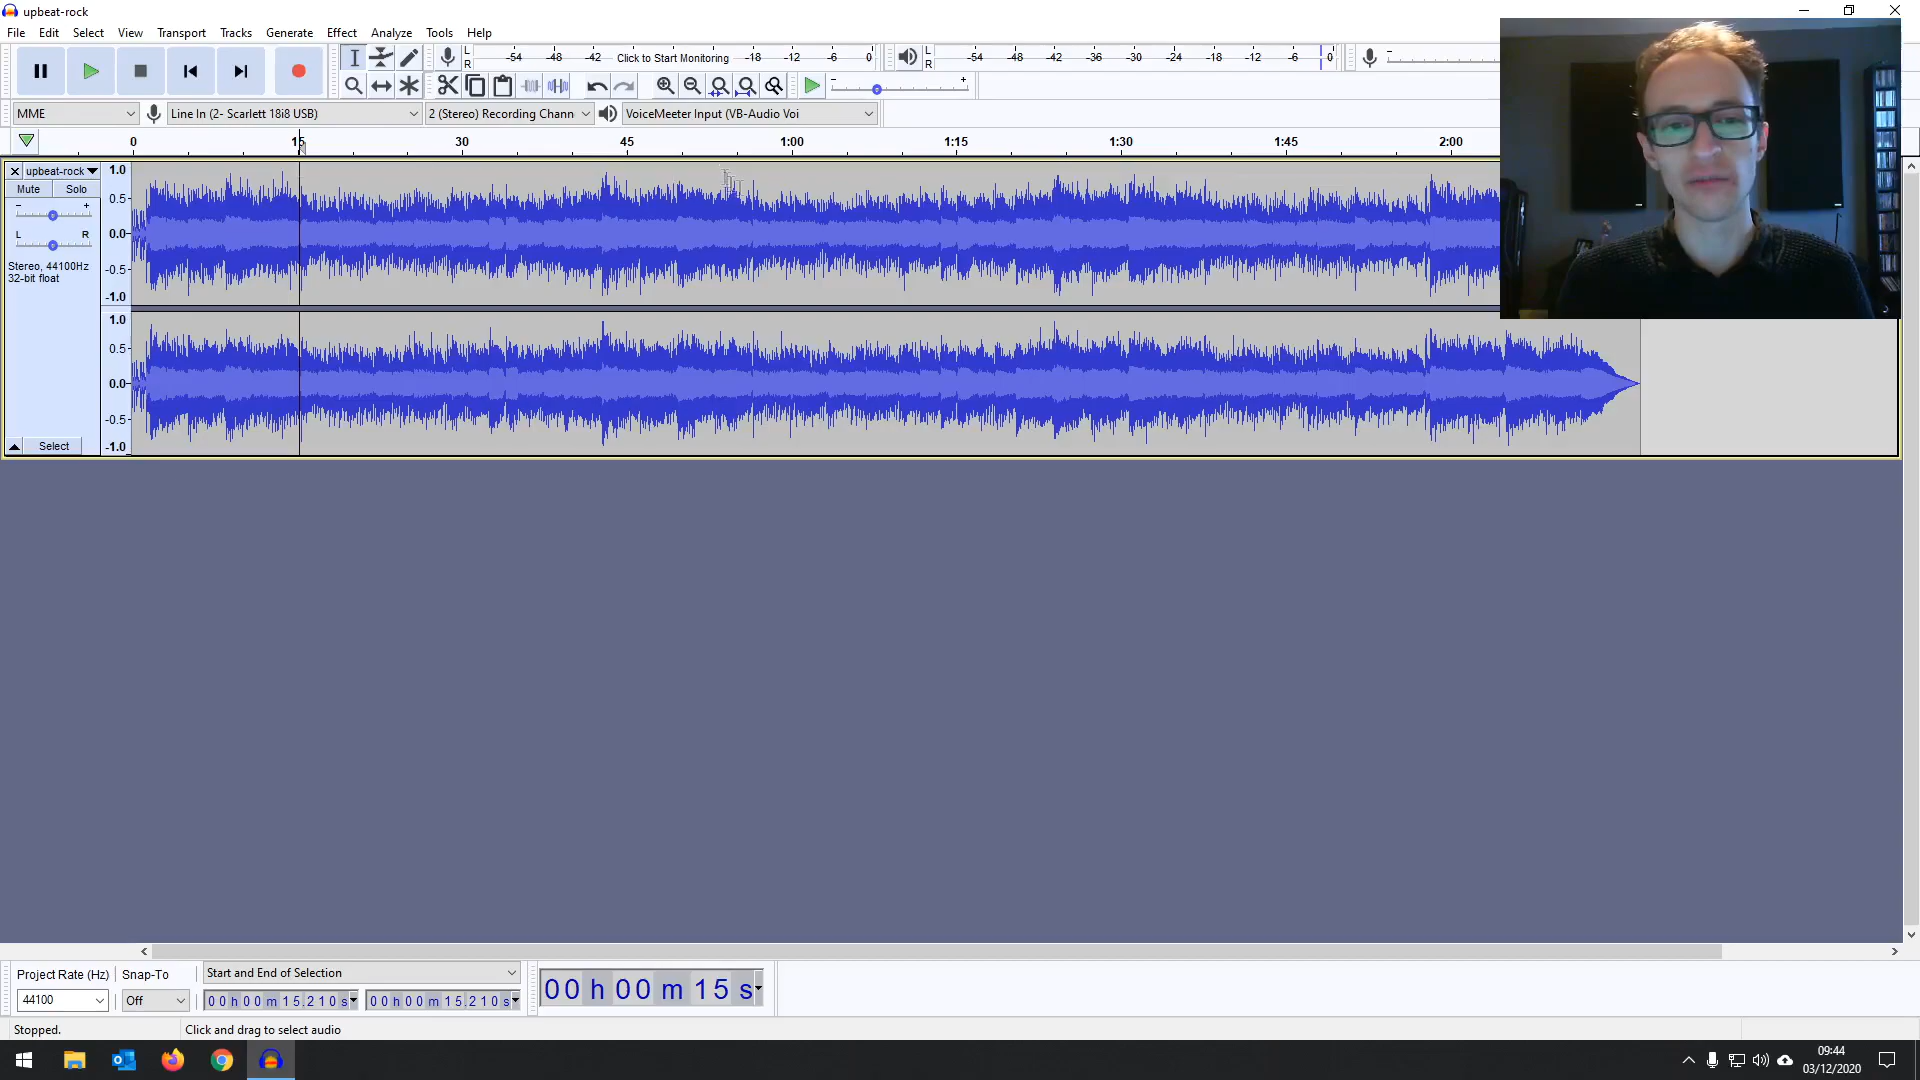 upbeat-rock
File Edit Select View Transport Tracks Generate Effect Analyze Tools Help
L -54 -48 -42 Click to Start Monitoring -18 -12 -6 0
R
L -54 -48 -42 -36 -30 -24 -18 -12 -6 0
R
- +
MME Line In (2- Scarlett 18i8 USB) 2 (Stereo) Recording Chann VoiceMeeter Input (VB-Audio Voi
0 15 30 45 1:00 1:15 1:30 1:45 2:00
upbeat-rock
Mute Solo
- +
L R
Stereo, 44100Hz
32-bit float
Select
1.0
0.5
0.0
-0.5
-1.0
1.0
0.5
0.0
-0.5
-1.0
Project Rate (Hz) Snap-To Start and End of Selection
44100 Off 00 h 00 m 15.210 s 00 h 00 m 15.210 s
00 h 00 m 15 s
Stopped. Click and drag to select audio
09:44
03/12/2020